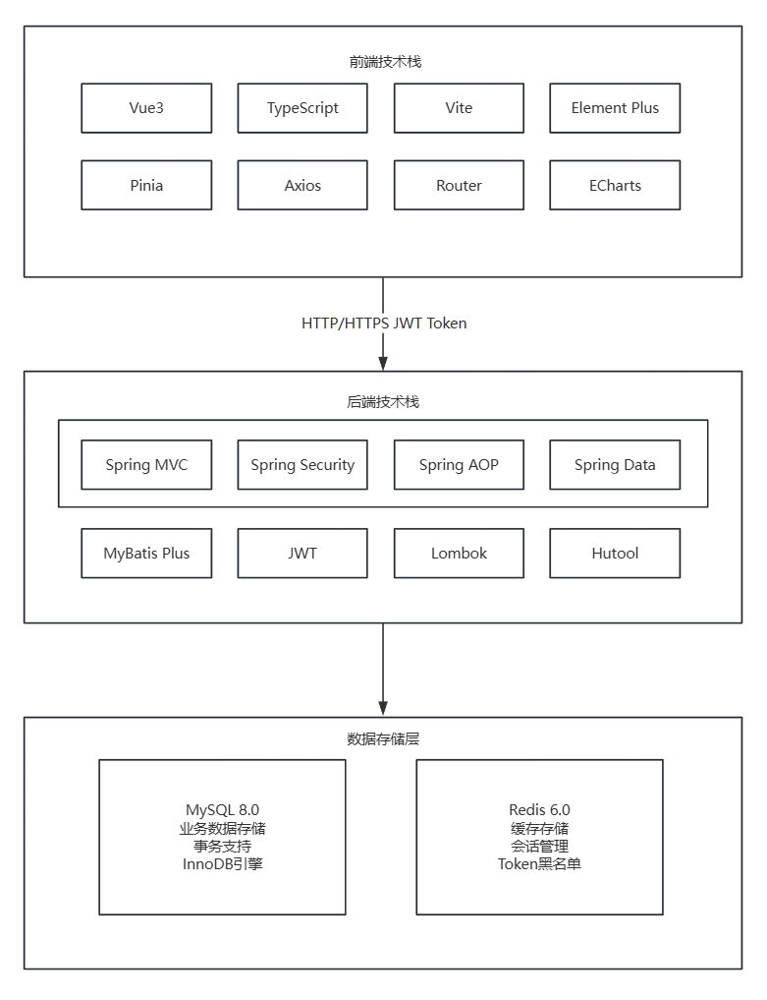 前端技术栈
Vue3
TypeScript
Vite
Element Plus
Pinia
Axios
Router
ECharts
HTTP/HTTPS JWT Token
后端技术栈
Spring MVC
Spring Security
Spring AOP
Spring Data
MyBatis Plus
JWT
Lombok
Hutool
数据存储层
MySQL 8.0
业务数据存储
事务支持
InnoDB引擎
Redis 6.0
缓存存储
会话管理
Token黑名单